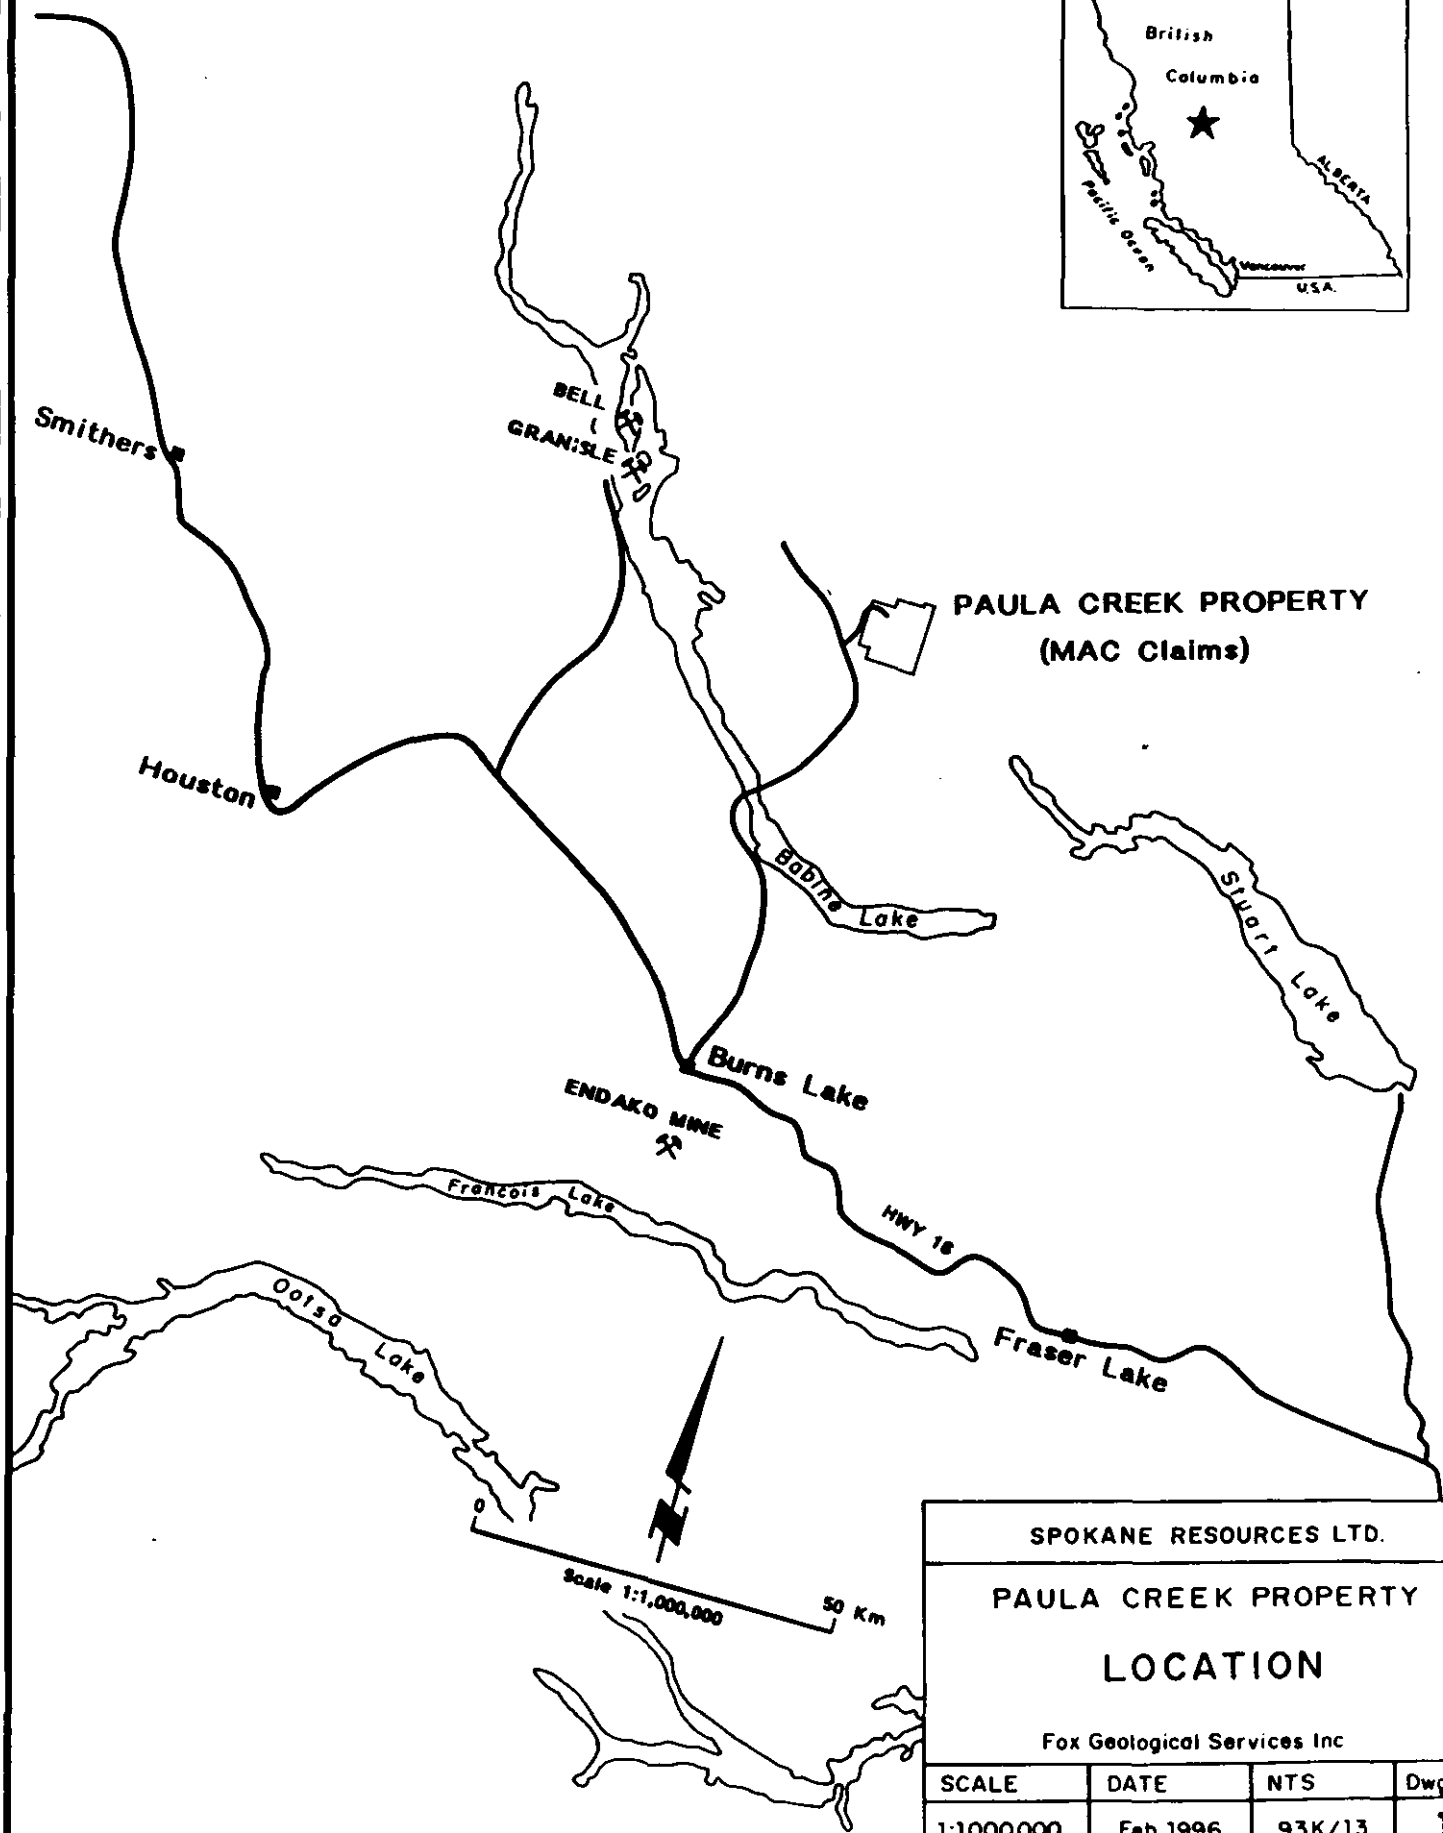 British
Columbia
ALBERTA
Pacific Ocean
Vancouver
U.S.A.
BELL
GRANISLE
Smithers
PAULA CREEK PROPERTY
(MAC Claims)
Houston
Babine Lake
Stuart Lake
Burns Lake
ENDAKO MINE
Francois Lake
HWY 16
Ootsa Lake
Fraser Lake
N
0
50 Km
Scale 1:1,000,000
SPOKANE RESOURCES LTD.
PAULA CREEK PROPERTY
LOCATION
Fox Geological Services Inc
SCALE DATE NTS
1:1000000 Feb 1996 93K/13